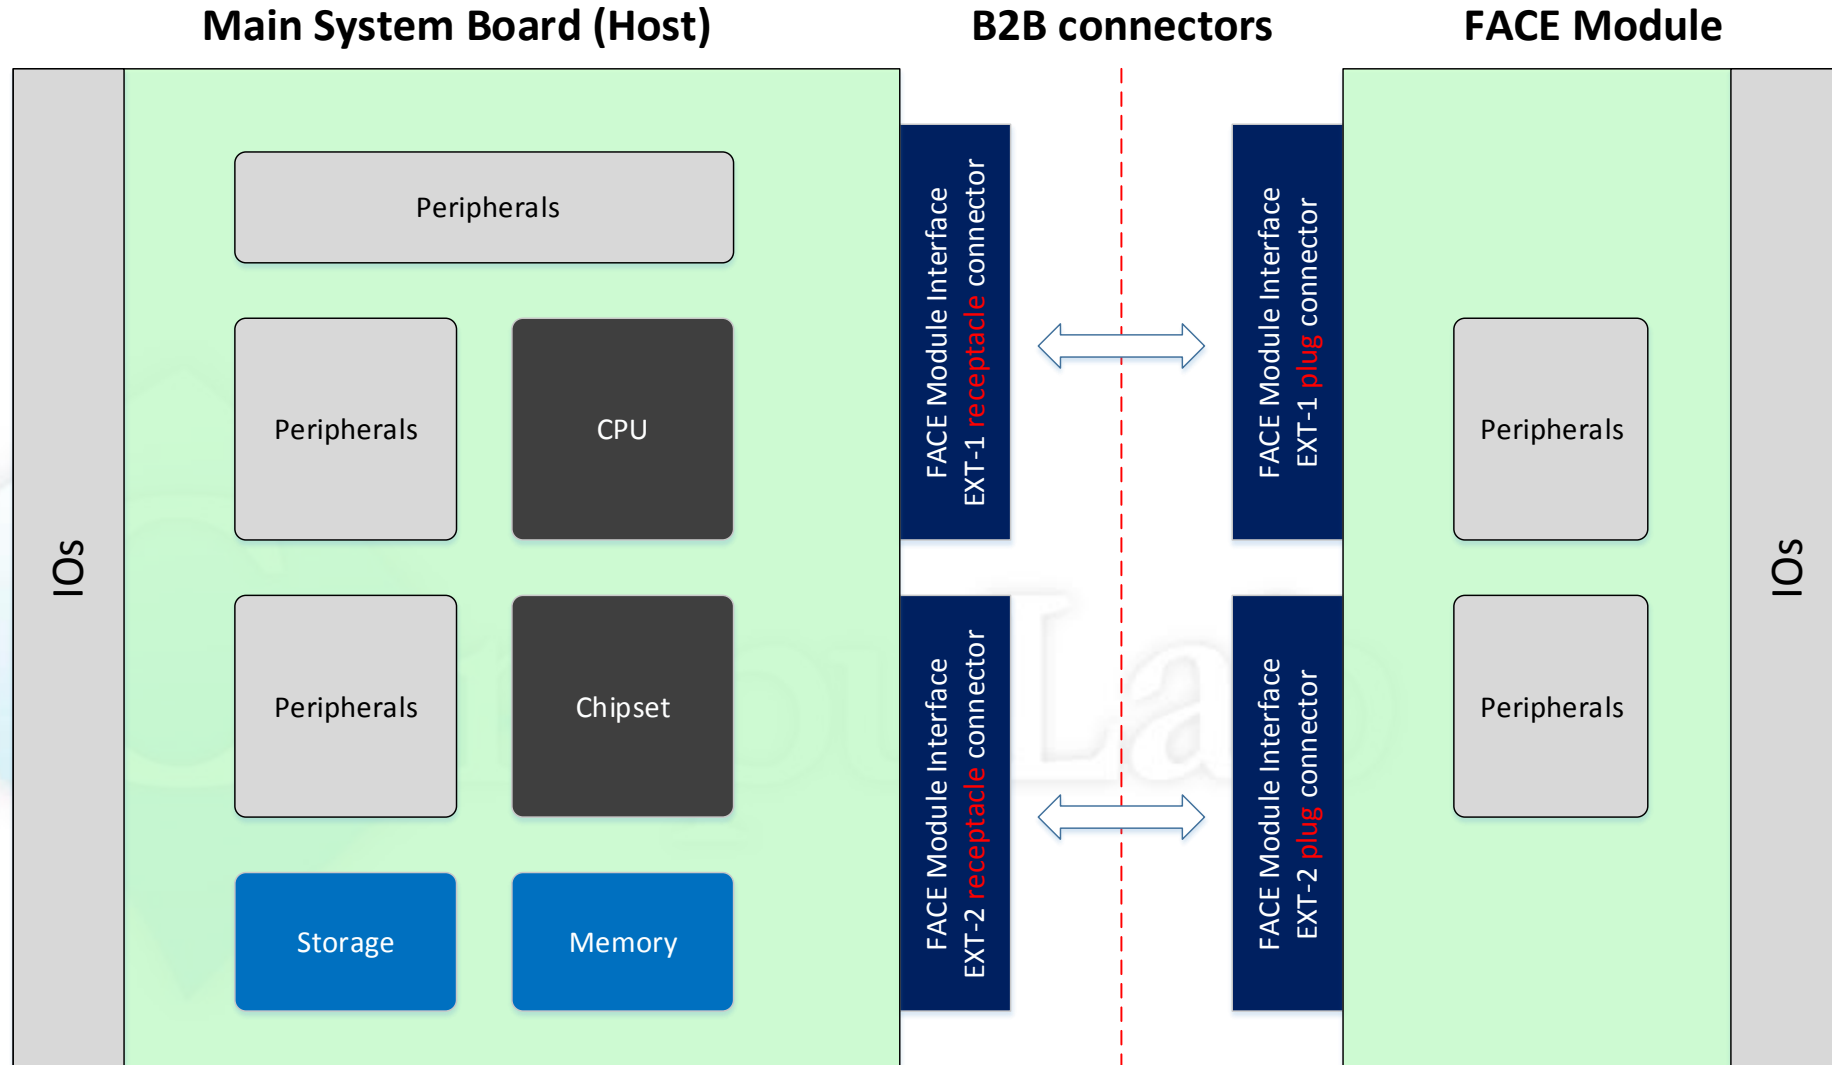 Main System Board (Host)
B2B connectors
FACE Module
IOs
Peripherals
Peripherals
CPU
Peripherals
Chipset
Storage
Memory
FACE Module Interface
EXT-1 receptacle connector
FACE Module Interface
EXT-2 receptacle connector
FACE Module Interface
EXT-1 plug connector
FACE Module Interface
EXT-2 plug connector
Peripherals
Peripherals
IOs